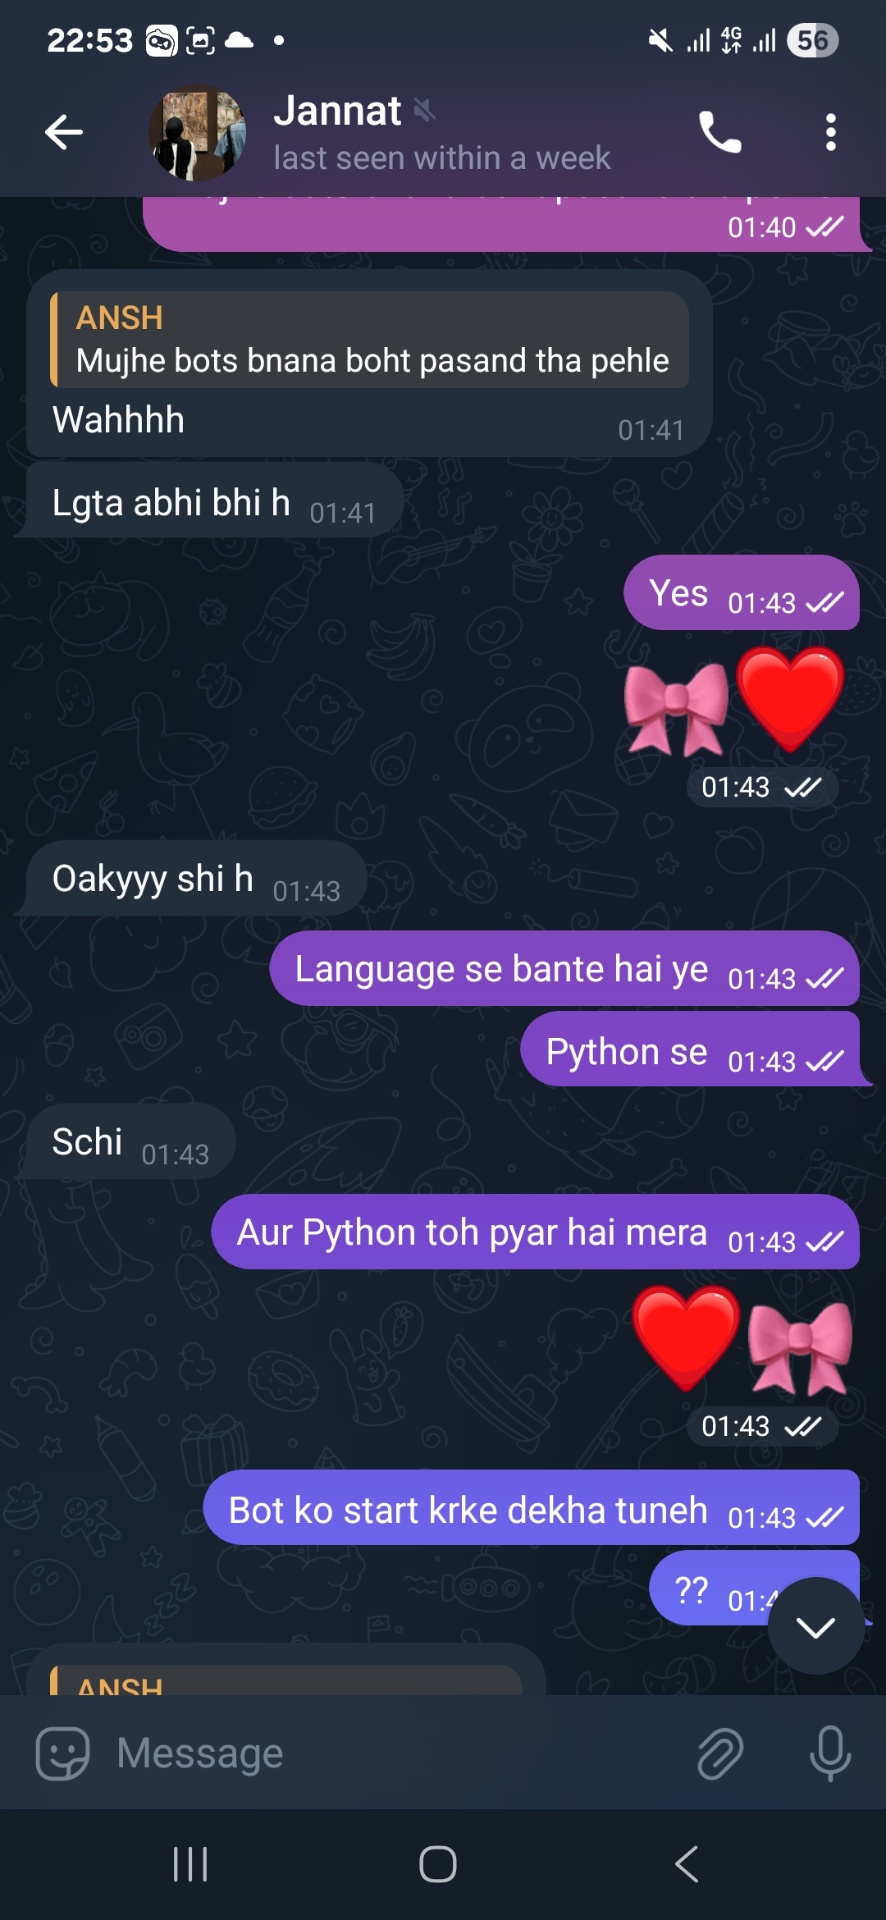 22:53
4G
56
Jannat
last seen within a week
01:40
ANSH
Mujhe bots bnana boht pasand tha pehle
Wahhhh
01:41
Lgta abhi bhi h 01:41
Yes 01:43
01:43
Oakyyy shi h 01:43
Language se bante hai ye 01:43
Python se 01:43
Schi 01:43
Aur Python toh pyar hai mera 01:43
01:43
Bot ko start krke dekha tuneh 01:43
??
ANSH
Message